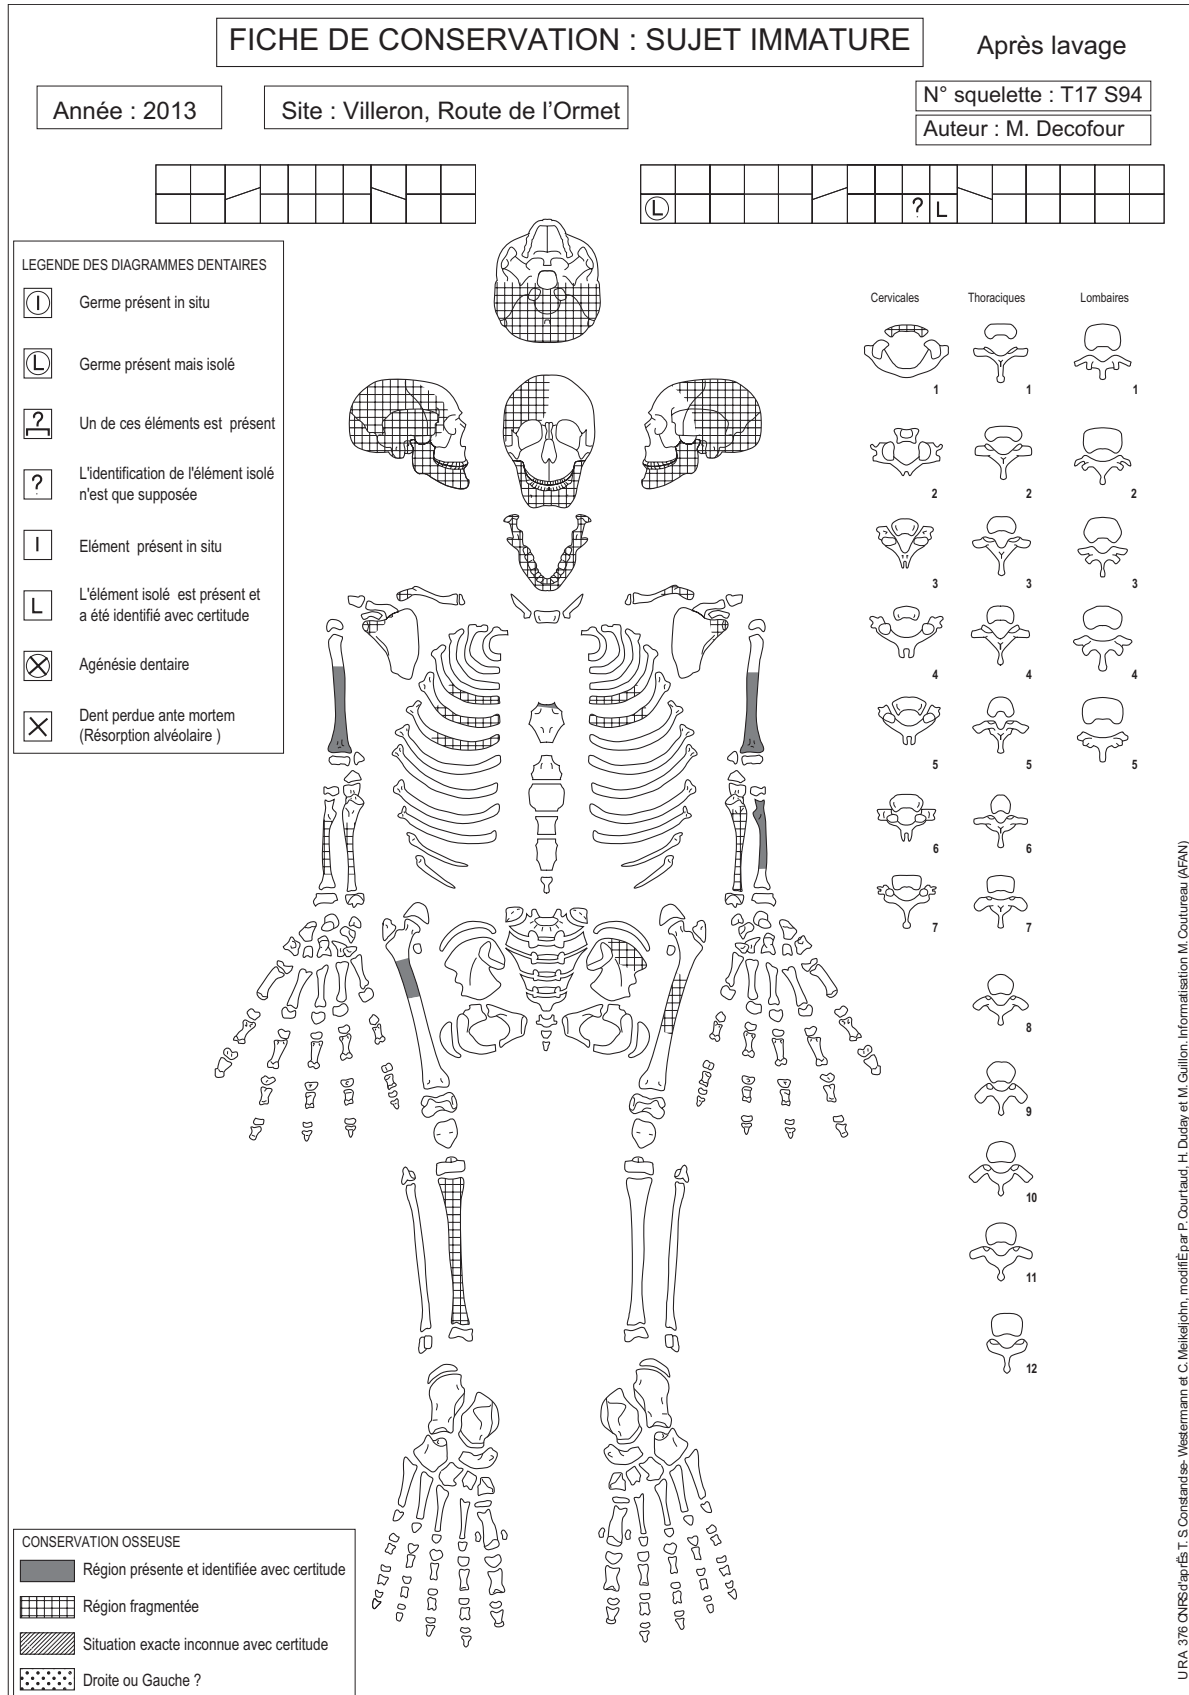 FICHE DE CONSERVATION : SUJET IMMATURE
Après lavage
Année : 2013
Site : Villeron, Route de l'Ormet
N° squelette : T17 S94
Auteur : M. Decofour
L ? L
LEGENDE DES DIAGRAMMES DENTAIRES
I Germe présent in situ
L Germe présent mais isolé
? Un de ces éléments est présent
? L'identification de l'élément isolé
n'est que supposée
I Elément présent in situ
L L'élément isolé est présent et
a été identifié avec certitude
Agénésie dentaire
Dent perdue ante mortem
(Résorption alvéolaire )
Cervicales Thoraciques Lombaires
1 1 1
2 2 2
3 3 3
4 4 4
5 5 5
6 6
7 7
8
9
10
11
12
CONSERVATION OSSEUSE
Région présente et identifiée avec certitude
Région fragmentée
Situation exacte inconnue avec certitude
Droite ou Gauche ?
URA 376 CNRS d'aprÈs T. S. Constandse-Westermann et C. Meikeljohn, modifiÈ par P. Courtaud, H. Duday et M. Guillon. Informatisation M. Coutureau (AFAN)